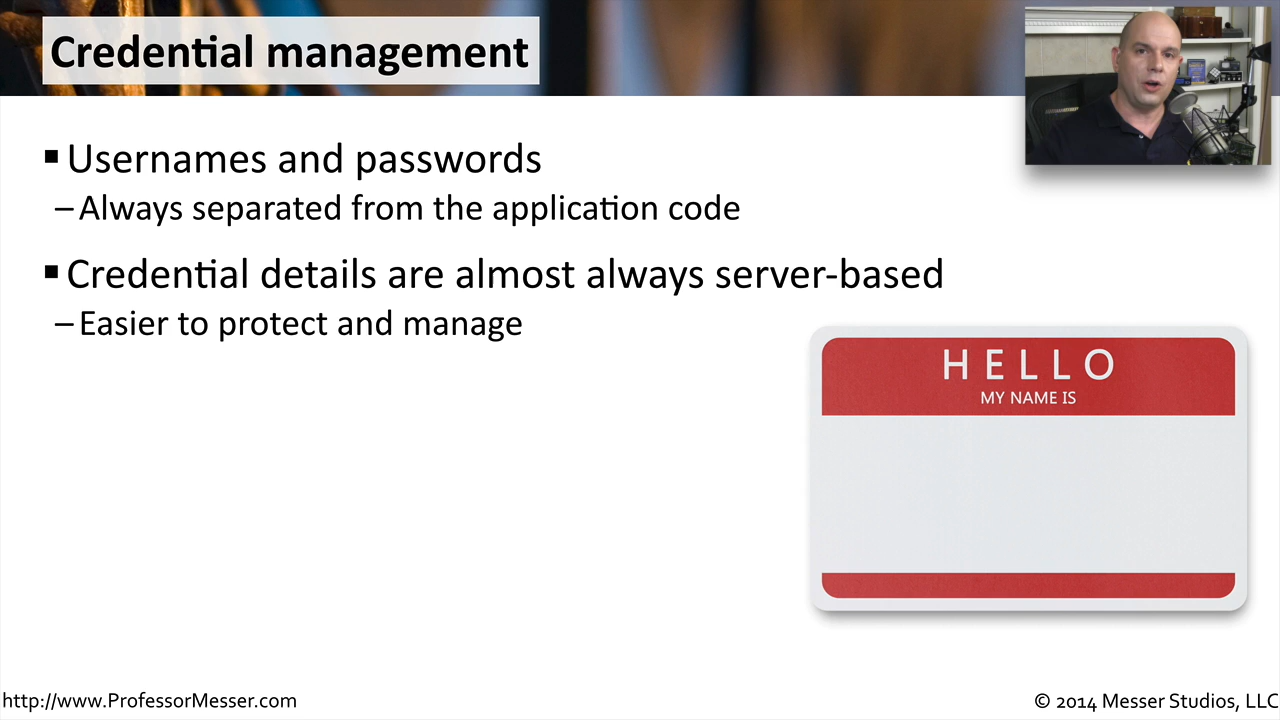 Credential management
▪ Usernames and passwords
– Always separated from the application code
▪ Credential details are almost always server-based
– Easier to protect and manage
HELLO
MY NAME IS
http://www.ProfessorMesser.com
© 2014 Messer Studios, LLC